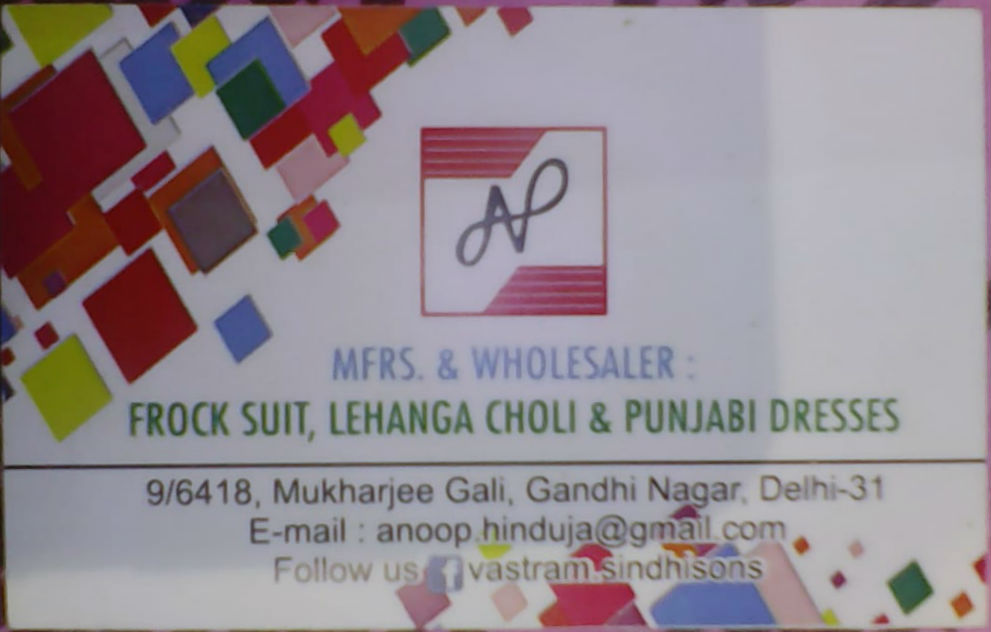 MFRS. & WHOLESALER :
FROCK SUIT, LEHANGA CHOLI & PUNJABI DRESSES
9/6418, Mukharjee Gali, Gandhi Nagar, Delhi-31
E-mail : anoop.hinduja@gmail.com
Follow us f vastram.sindhisons